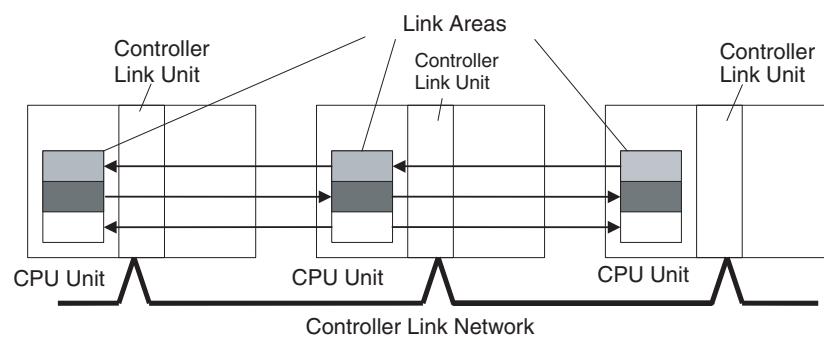 Link Areas
Controller
Link Unit
Controller
Link Unit
Controller
Link Unit
CPU Unit
CPU Unit
CPU Unit
Controller Link Network